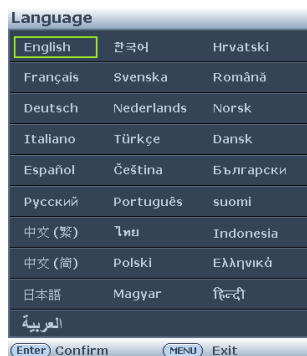 Language
English 한국어 Hrvatski
Français Svenska Română
Deutsch Nederlands Norsk
Italiano Türkçe Dansk
Español Čeština Български
Русский Português suomi
中文 (繁) ไทย Indonesia
中文 (简) Polski Ελληνικά
日本語 Magyar हिन्दी
العربية
Enter Confirm MENU Exit